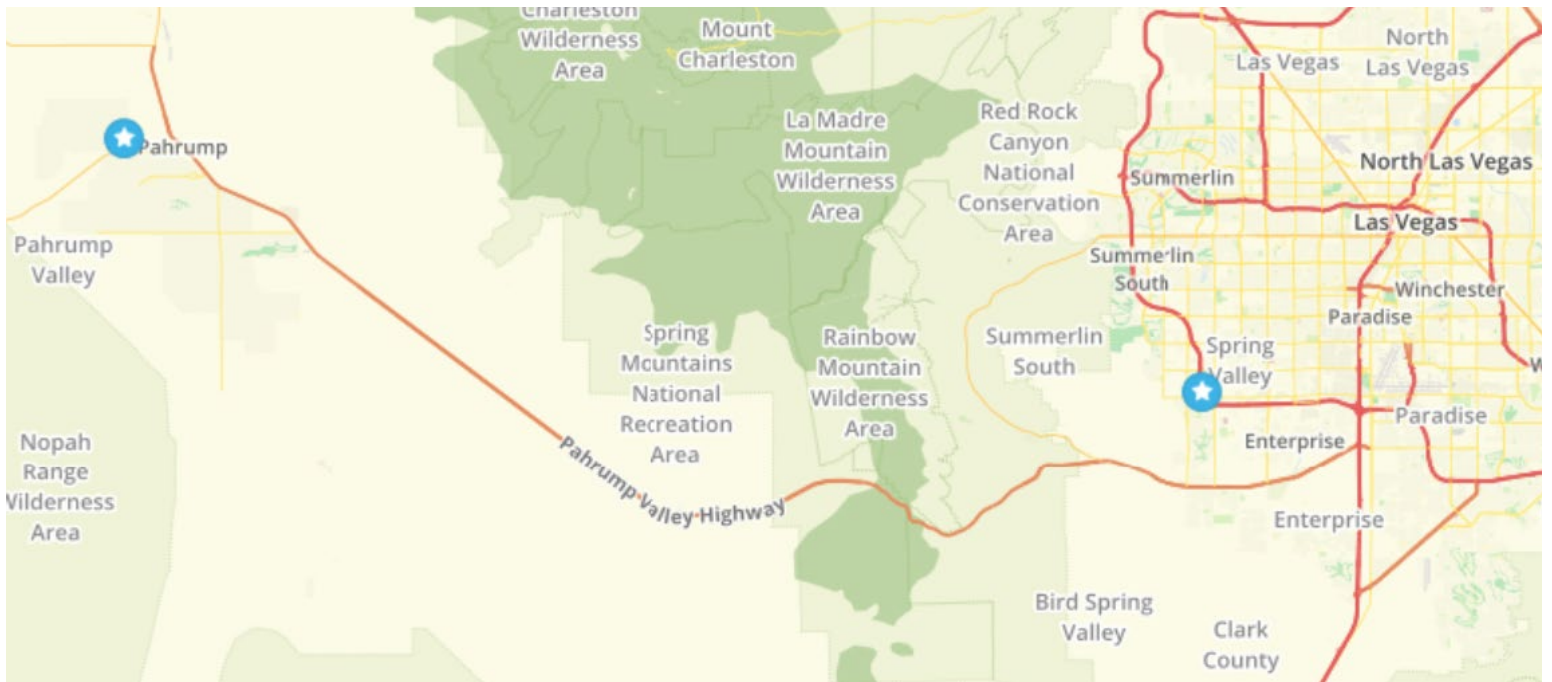 Charleston
Wilderness
Area
Mount
Charleston
North
Las Vegas
Las Vegas
La Madre
Mountain
Wilderness
Area
Red Rock
Canyon
National
Conservation
Area
Pahrump
North Las Vegas
Summerlin
Las Vegas
Pahrump
Valley
Summerlin
South
Winchester
Paradise
Spring
Mountains
National
Recreation
Area
Rainbow
Mountain
Wilderness
Area
Summerlin
South
Spring
Valley
W
Paradise
Nopah
Range
Wilderness
Area
Enterprise
Pahrump Valley Highway
Enterprise
Bird Spring
Valley
Clark
County